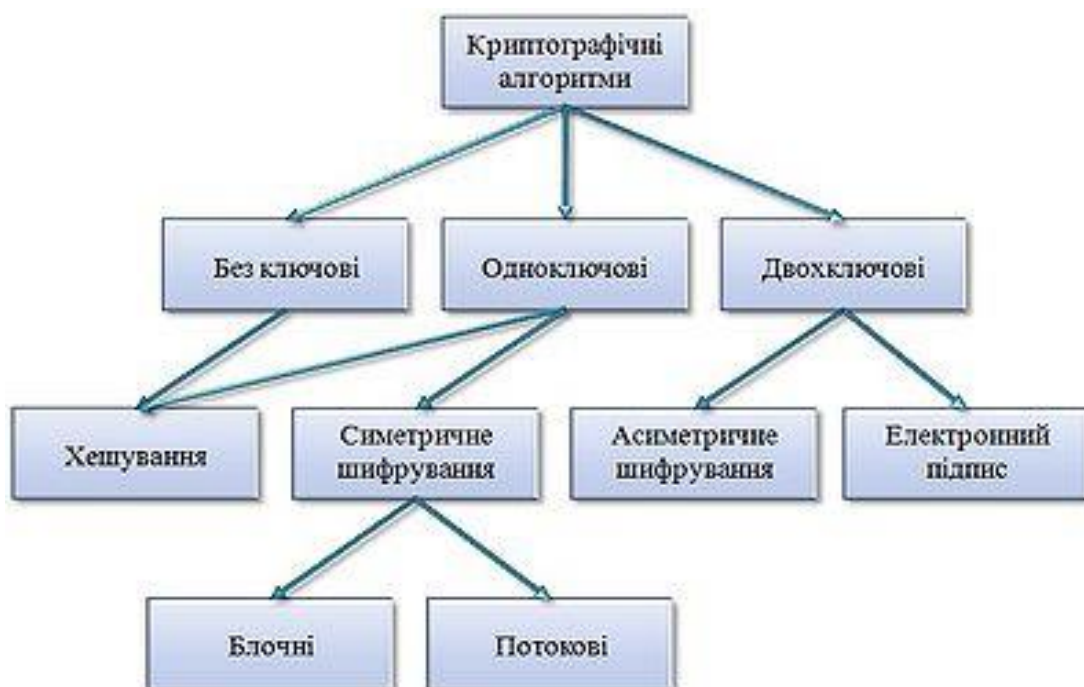 Криптографічні
алгоритми
Без ключові
Одноключові
Двохключові
Хешування
Симетричне
шифрування
Асиметричне
шифрування
Електронний
підпис
Блочні
Потокові